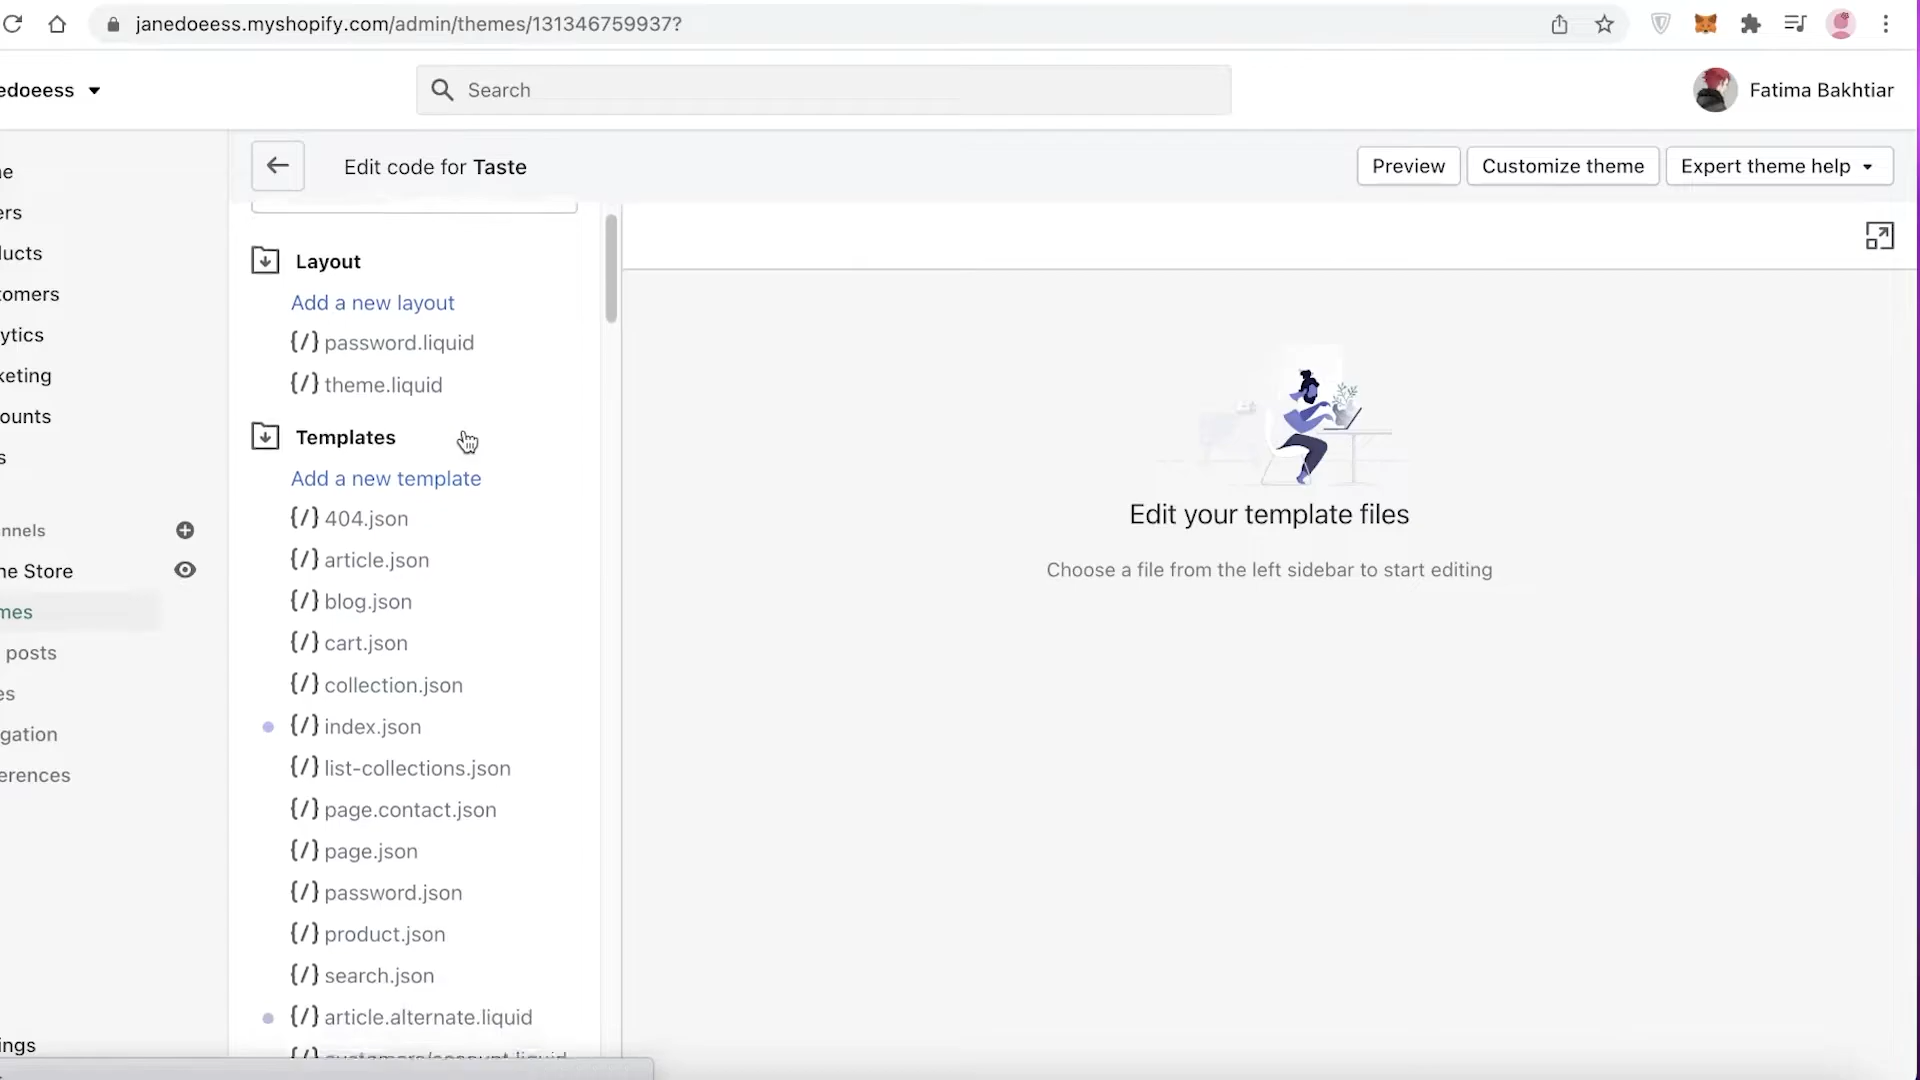 janedoeess.myshopify.com/admin/themes/131346759937?
edoeess
Search
Fatima Bakhtiar
Edit code for Taste
Preview
Customize theme
Expert theme help
e
ers
lucts
tomers
ytics
keting
ounts
s
nnels
ne Store
mes
posts
es
gation
erences
ings
Layout
Add a new layout
{/} password.liquid
{/} theme.liquid
Templates
Add a new template
{/} 404.json
{/} article.json
{/} blog.json
{/} cart.json
{/} collection.json
{/} index.json
{/} list-collections.json
{/} page.contact.json
{/} page.json
{/} password.json
{/} product.json
{/} search.json
{/} article.alternate.liquid
{/} customers/account.liquid
Edit your template files
Choose a file from the left sidebar to start editing